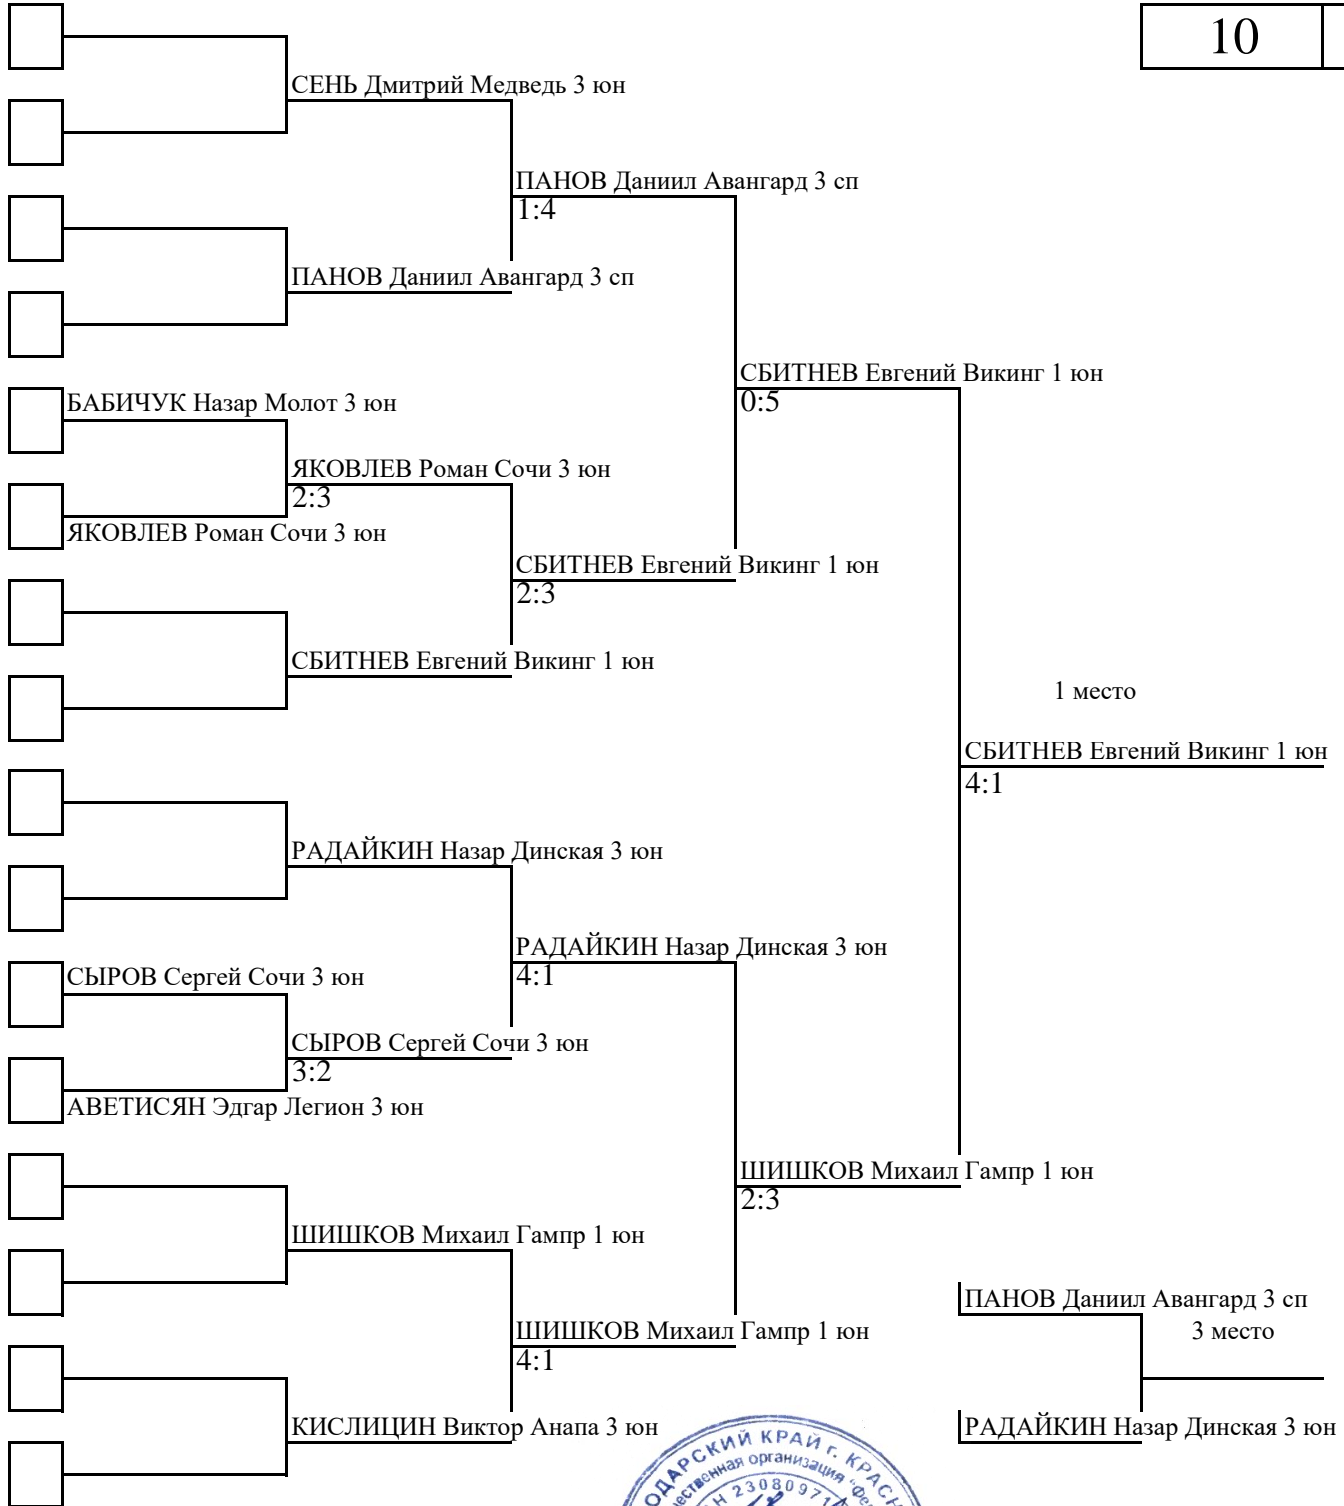 10
СЕНЬ Дмитрий Медведь 3 юн
ПАНОВ Даниил Авангард 3 сп
1:4
ПАНОВ Даниил Авангард 3 сп
СБИТНЕВ Евгений Викинг 1 юн
0:5
БАБИЧУК Назар Молот 3 юн
ЯКОВЛЕВ Роман Сочи 3 юн
2:3
ЯКОВЛЕВ Роман Сочи 3 юн
СБИТНЕВ Евгений Викинг 1 юн
2:3
СБИТНЕВ Евгений Викинг 1 юн
1 место
СБИТНЕВ Евгений Викинг 1 юн
4:1
РАДАЙКИН Назар Динская 3 юн
РАДАЙКИН Назар Динская 3 юн
4:1
СЫРОВ Сергей Сочи 3 юн
СЫРОВ Сергей Сочи 3 юн
3:2
АВЕТИСЯН Эдгар Легион 3 юн
ШИШКОВ Михаил Гампр 1 юн
2:3
ШИШКОВ Михаил Гампр 1 юн
ПАНОВ Даниил Авангард 3 сп
3 место
ШИШКОВ Михаил Гампр 1 юн
4:1
КИСЛИЦИН Виктор Анапа 3 юн
РАДАЙКИН Назар Динская 3 юн
КРАЙ г.
организация